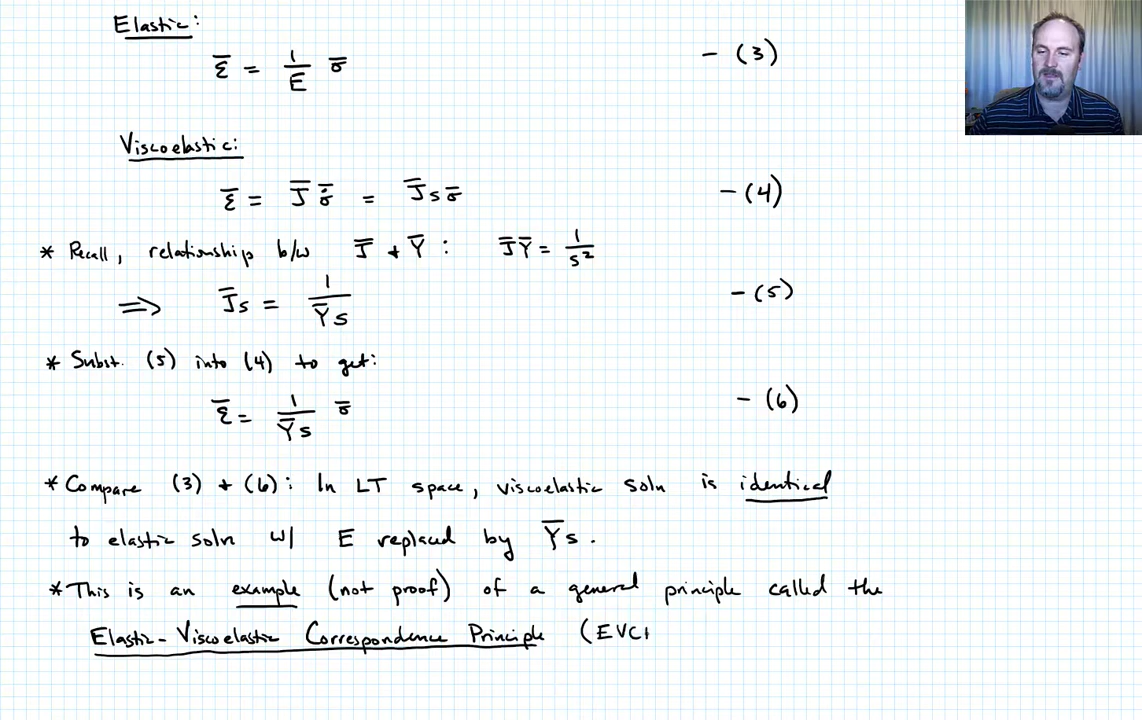 Elastic:
ε̄ = 1/E σ̄ - (3)
Viscoelastic:
ε̄ = J̄ σ̇̄ = J̄ s σ̄ - (4)
* Recall, relationship b/w J̄ + Ȳ : J̄Ȳ = 1/s²
⟹ J̄s = 1/Ȳs - (5)
* Subst. (5) into (4) to get:
ε̄ = 1/Ȳs σ̄ - (6)
* Compare (3) + (6): In LT space, viscoelastic soln is identical
to elastic soln w/ E replaced by Ȳs.
* This is an example (not proof) of a general principle called the
Elastic-Viscoelastic Correspondence Principle (EVC